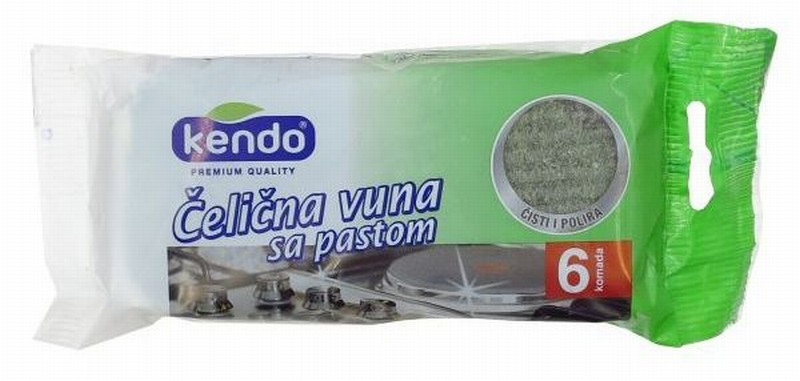 kendo®
PREMIUM QUALITY
Čelična vuna
sa pastom
ČISTI I POLIRA
6
komada